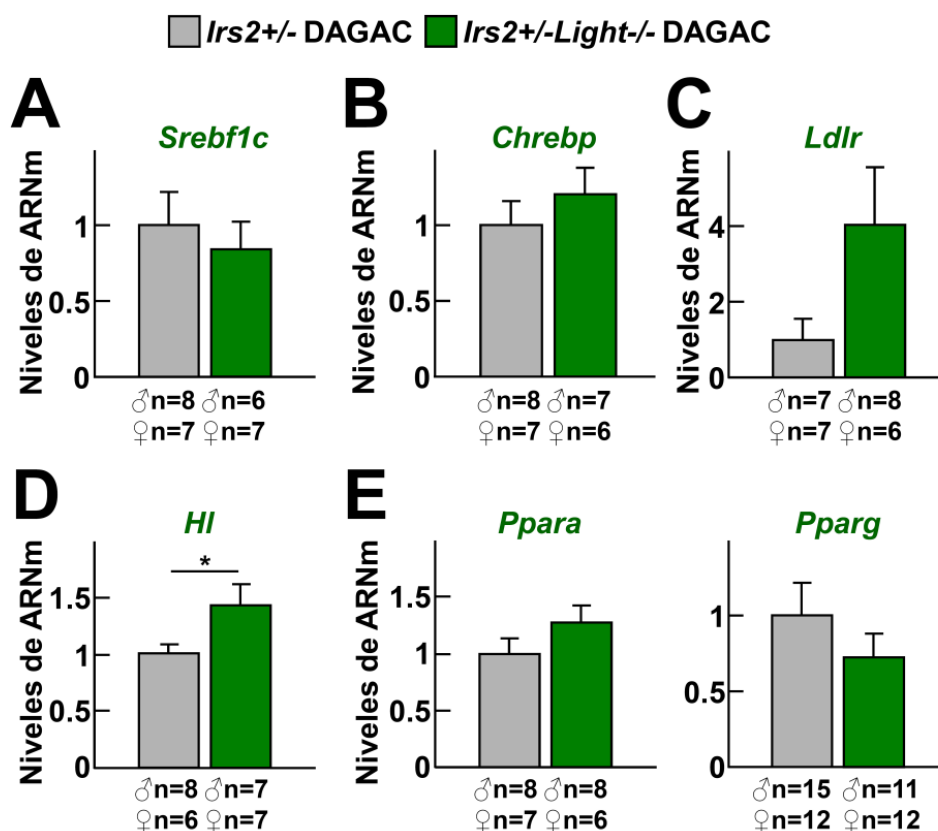 Irs2+/- DAGAC Irs2+/-Light-/- DAGAC
A
Srebf1c
Niveles de ARNm
1
0.5
0
♂n=8 ♂n=6
♀n=7 ♀n=7
B
Chrebp
Niveles de ARNm
1
0.5
0
♂n=8 ♂n=7
♀n=7 ♀n=6
C
Ldlr
Niveles de ARNm
4
2
0
♂n=7 ♂n=8
♀n=7 ♀n=6
D
Hl
Niveles de ARNm
*
1.5
1
0.5
0
♂n=8 ♂n=7
♀n=6 ♀n=7
E
Ppara
Niveles de ARNm
1.5
1
0.5
0
♂n=8 ♂n=8
♀n=7 ♀n=6
Pparg
Niveles de ARNm
1
0.5
0
♂n=15 ♂n=11
♀n=12 ♀n=12